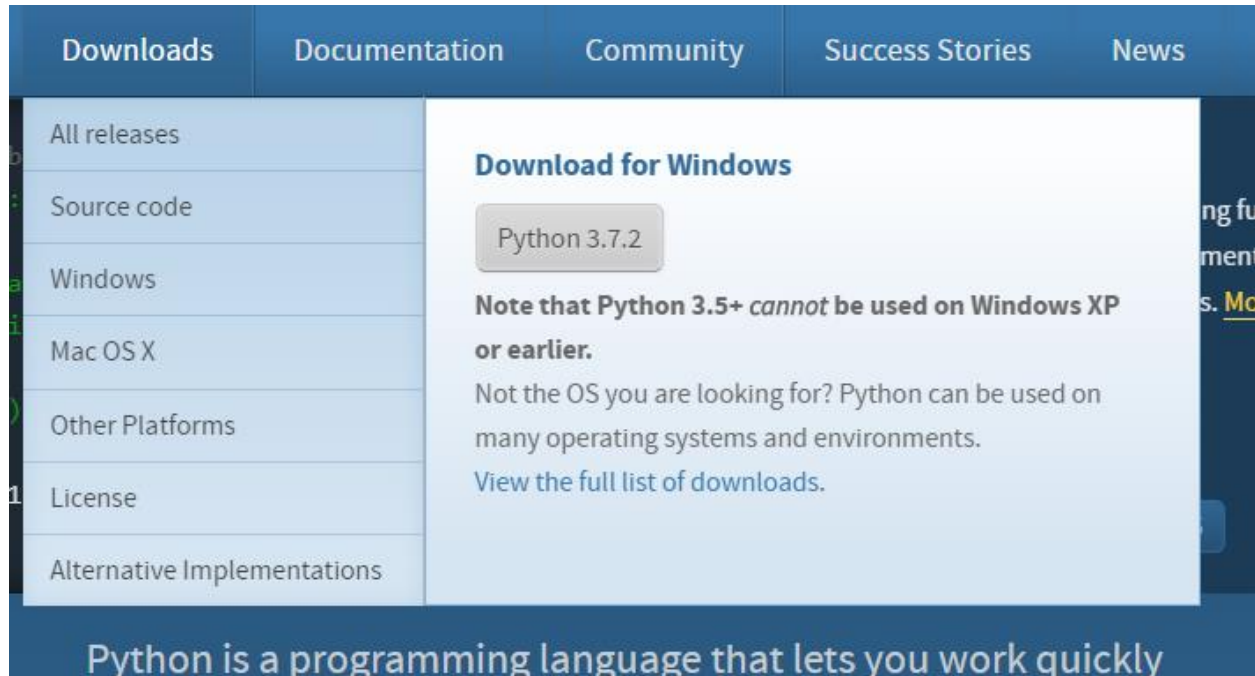 Downloads
Documentation
Community
Success Stories
News
All releases
Source code
Windows
Mac OS X
Other Platforms
License
Alternative Implementations
Download for Windows
Python 3.7.2
Note that Python 3.5+ cannot be used on Windows XP
or earlier.
Not the OS you are looking for? Python can be used on
many operating systems and environments.
View the full list of downloads.
Python is a programming language that lets you work quickly